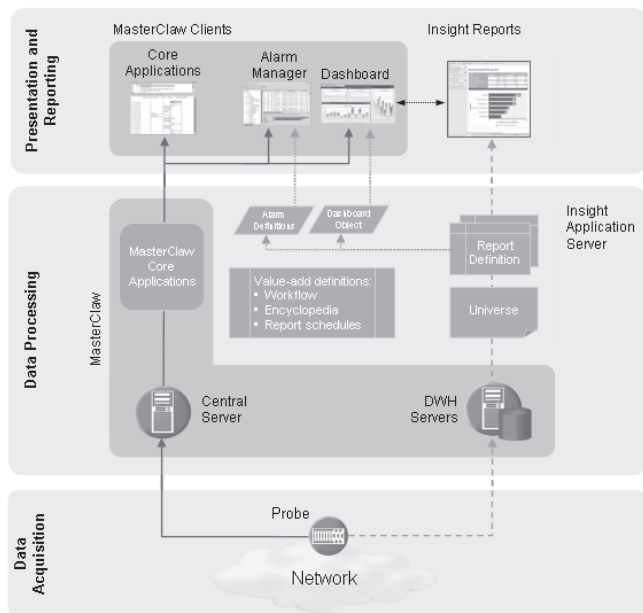 Presentation and
Reporting
MasterClaw Clients
Insight Reports
Core
Applications
Alarm
Manager
Dashboard
Data Processing
MasterClaw
MasterClaw
Core
Applications
Alarm
Definitions
Dashboard
Object
Insight
Application
Server
Report
Definition
Value-add definitions:
▪ Workflow
▪ Encyclopedia
▪ Report schedules
Universe
Central
Server
DWH
Servers
Data
Acquisition
Probe
Network